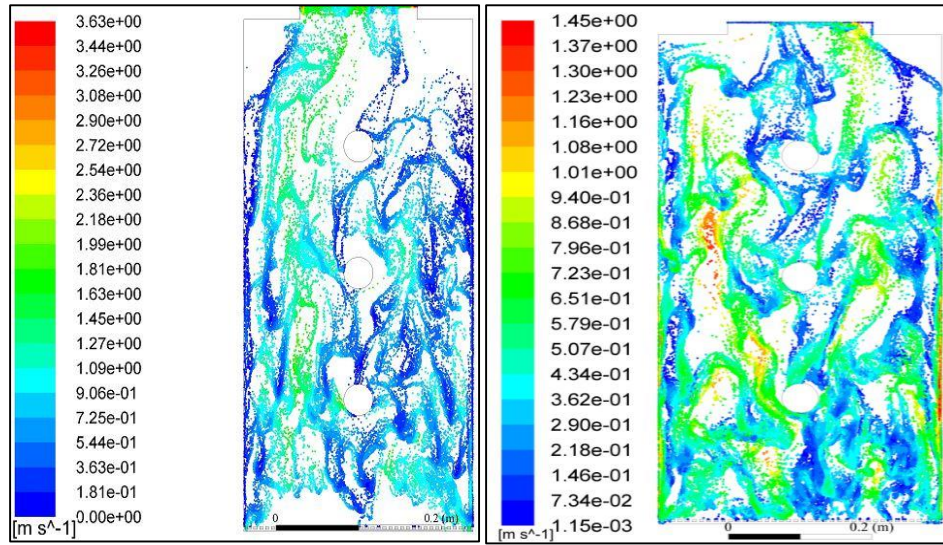 3.63e+00
3.44e+00
3.26e+00
3.08e+00
2.90e+00
2.72e+00
2.54e+00
2.36e+00
2.18e+00
1.99e+00
1.81e+00
1.63e+00
1.45e+00
1.27e+00
1.09e+00
9.06e-01
7.25e-01
5.44e-01
3.63e-01
1.81e-01
0.00e+00
[m s^-1]
0 0.2 (m)
1.45e+00
1.37e+00
1.30e+00
1.23e+00
1.16e+00
1.08e+00
1.01e+00
9.40e-01
8.68e-01
7.96e-01
7.23e-01
6.51e-01
5.79e-01
5.07e-01
4.34e-01
3.62e-01
2.90e-01
2.18e-01
1.46e-01
7.34e-02
1.15e-03
[m s^-1]
0 0.2 (m)